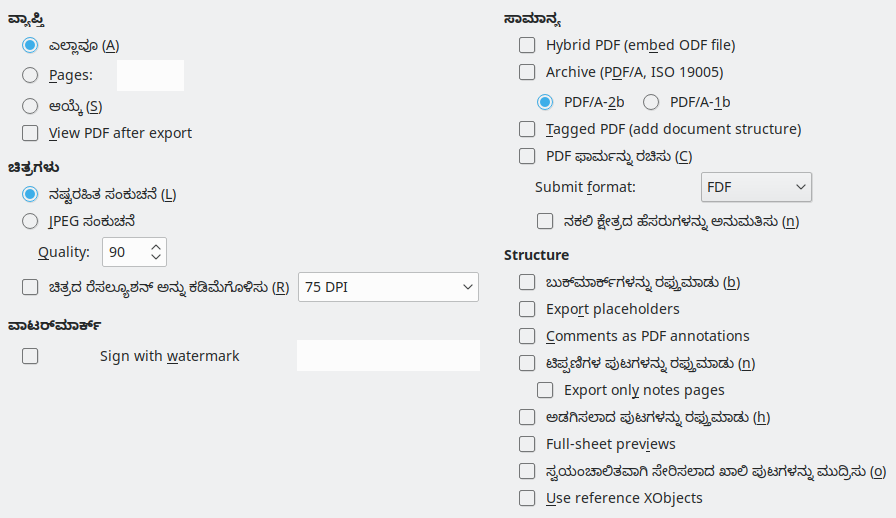 ವ್ಯಾಪ್ತಿ
ಎಲ್ಲಾವೂ (A)
Pages:
ಆಯ್ಕೆ (S)
View PDF after export
ಚಿತ್ರಗಳು
ನಷ್ಟರಹಿತ ಸಂಕುಚನೆ (L)
JPEG ಸಂಕುಚನೆ
Quality: 90
ಚಿತ್ರದ ರೆಸಲ್ಯೂಶನ್ ಅನ್ನು ಕಡಿಮೆಗೊಳಿಸು (R) 75 DPI
ವಾಟರ್‌ಮಾರ್ಕ್
Sign with watermark
ಸಾಮಾನ್ಯ
Hybrid PDF (embed ODF file)
Archive (PDF/A, ISO 19005)
PDF/A-2b PDF/A-1b
Tagged PDF (add document structure)
PDF ಫಾರ್ಮನ್ನು ರಚಿಸು (C)
Submit format: FDF
ನಕಲಿ ಕ್ಷೇತ್ರದ ಹೆಸರುಗಳನ್ನು ಅನುಮತಿಸು (n)
Structure
ಬುಕ್‌ಮಾರ್ಕ್‌ಗಳನ್ನು ರಫ್ತುಮಾಡು (b)
Export placeholders
Comments as PDF annotations
ಟಿಪ್ಪಣಿಗಳ ಪುಟಗಳನ್ನು ರಫ್ತುಮಾಡು (n)
Export only notes pages
ಅಡಗಿಸಲಾದ ಪುಟಗಳನ್ನು ರಫ್ತುಮಾಡು (h)
Full-sheet previews
ಸ್ವಯಂಚಾಲಿತವಾಗಿ ಸೇರಿಸಲಾದ ಖಾಲಿ ಪುಟಗಳನ್ನು ಮುದ್ರಿಸು (o)
Use reference XObjects